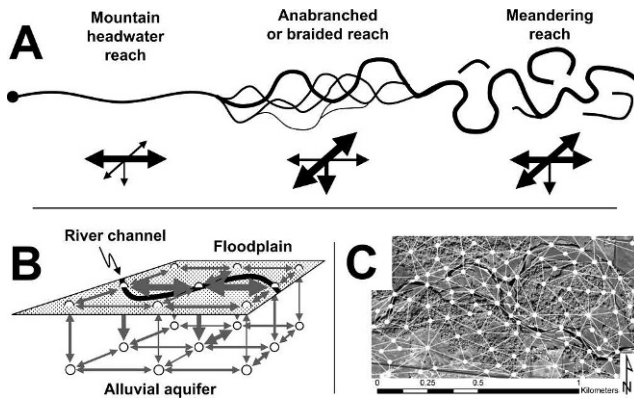 A
Mountain
headwater
reach
Anabranched
or braided reach
Meandering
reach
B
River channel
Floodplain
Alluvial aquifer
C
0 0.25 0.5 1
Kilometers
N